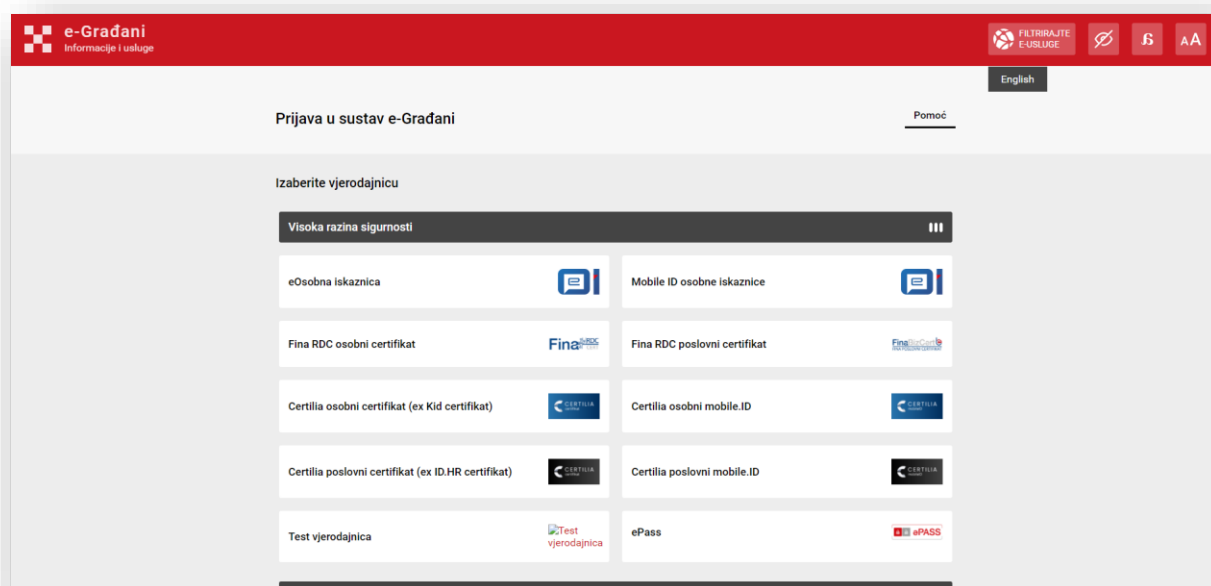 e-Građani
Informacije i usluge
FILTRIRAJTE
E-USLUGE
AA
English
Prijava u sustav e-Građani
Pomoć
Izaberite vjerodajnicu
Visoka razina sigurnosti
eOsobna iskaznica
Mobile ID osobne iskaznice
Fina RDC osobni certifikat
Fina RDC
Fina RDC poslovni certifikat
FinaBizCert
Certilia osobni certifikat (ex Kid certifikat)
CERTILIA
Certilia osobni mobile.ID
CERTILIA
Certilia poslovni certifikat (ex ID.HR certifikat)
CERTILIA
Certilia poslovni mobile.ID
CERTILIA
Test vjerodajnica
Test
vjerodajnica
ePass
ePASS